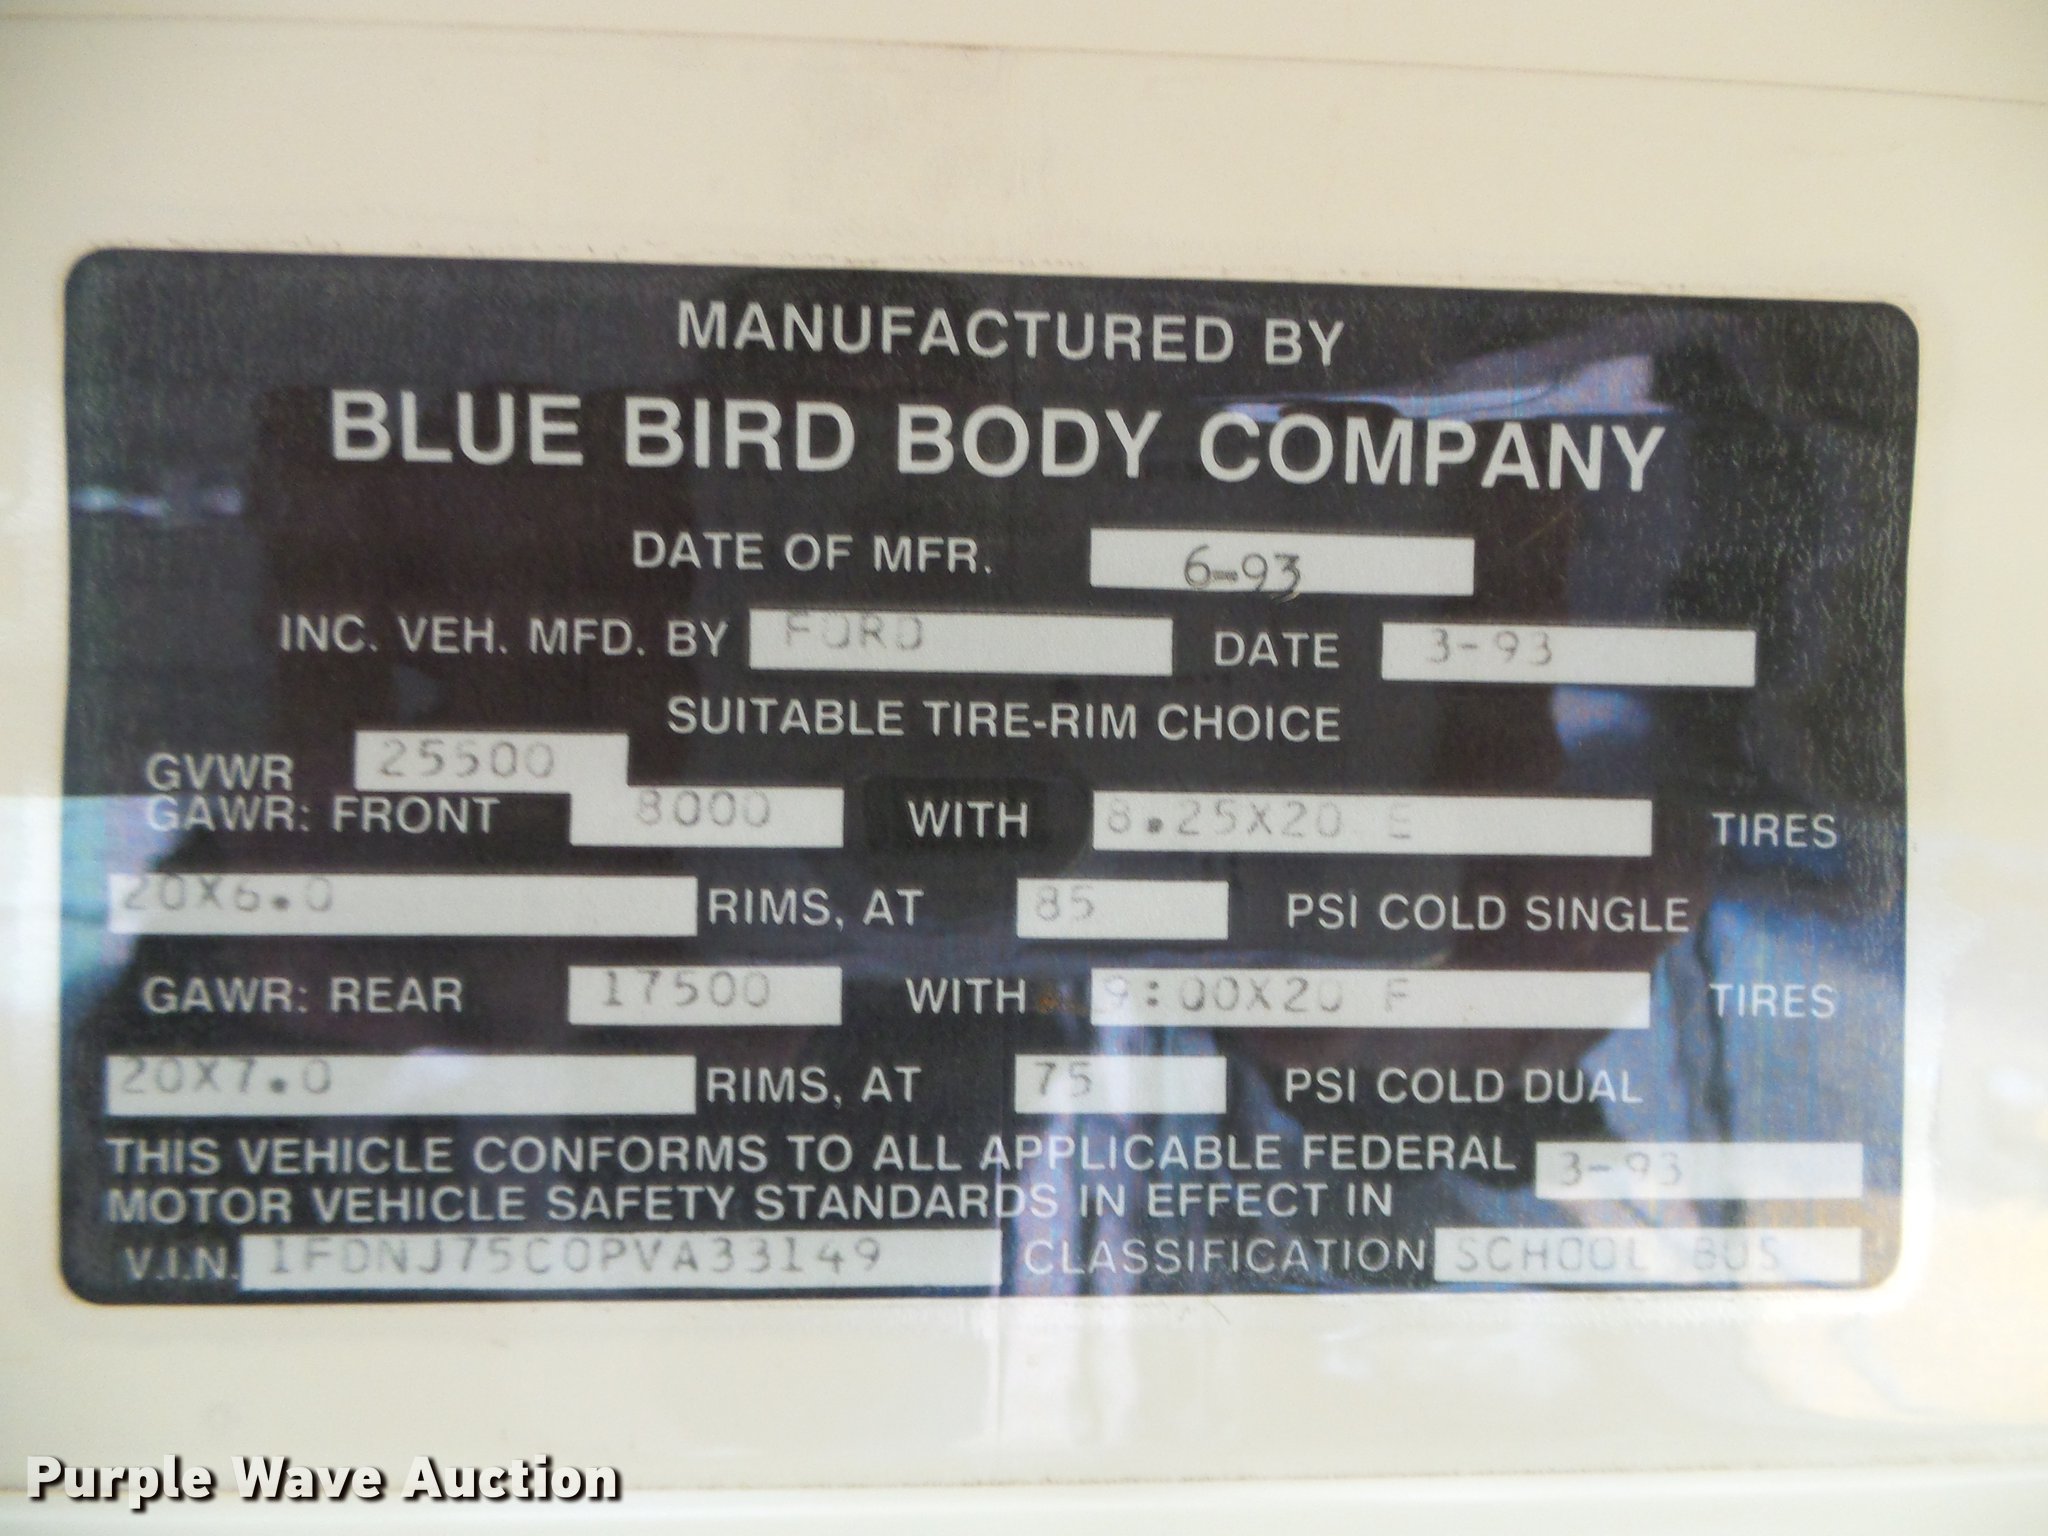 MANUFACTURED BY
BLUE BIRD BODY COMPANY
DATE OF MFR. 6-93
INC. VEH. MFD. BY FORD DATE 3-93
SUITABLE TIRE-RIM CHOICE
GVWR 25500
GAWR: FRONT 8000 WITH 8.25X20 E TIRES
20X6.0 RIMS, AT 85 PSI COLD SINGLE
GAWR: REAR 17500 WITH 9:00X20 F TIRES
20X7.0 RIMS, AT 75 PSI COLD DUAL
THIS VEHICLE CONFORMS TO ALL APPLICABLE FEDERAL 3-93
MOTOR VEHICLE SAFETY STANDARDS IN EFFECT IN
V.I.N. 1FDNJ75C0PVA33149 CLASSIFICATION SCHOOL BUS
Purple Wave Auction